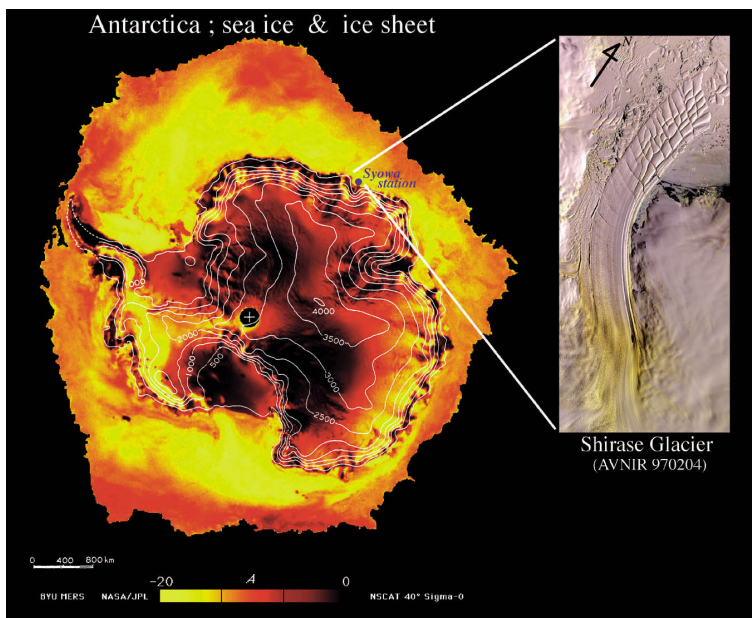 Antarctica ; sea ice & ice sheet
N
Syowa
station
4000
3500
3000
2500
2000
1000
500
Shirase Glacier
(AVNIR 970204)
0 400 800 km
-20 A 0
BYU MERS NASA/JPL NSCAT 40° Sigma-0